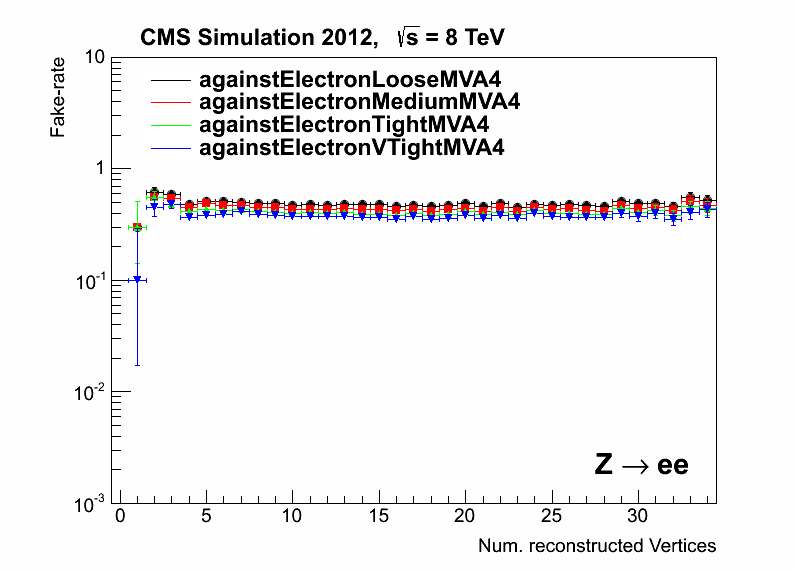 CMS Simulation 2012, √s = 8 TeV
Fake-rate
10
1
10-1
10-2
10-3
againstElectronLooseMVA4
againstElectronMediumMVA4
againstElectronTightMVA4
againstElectronVTightMVA4
Z → ee
0 5 10 15 20 25 30
Num. reconstructed Vertices